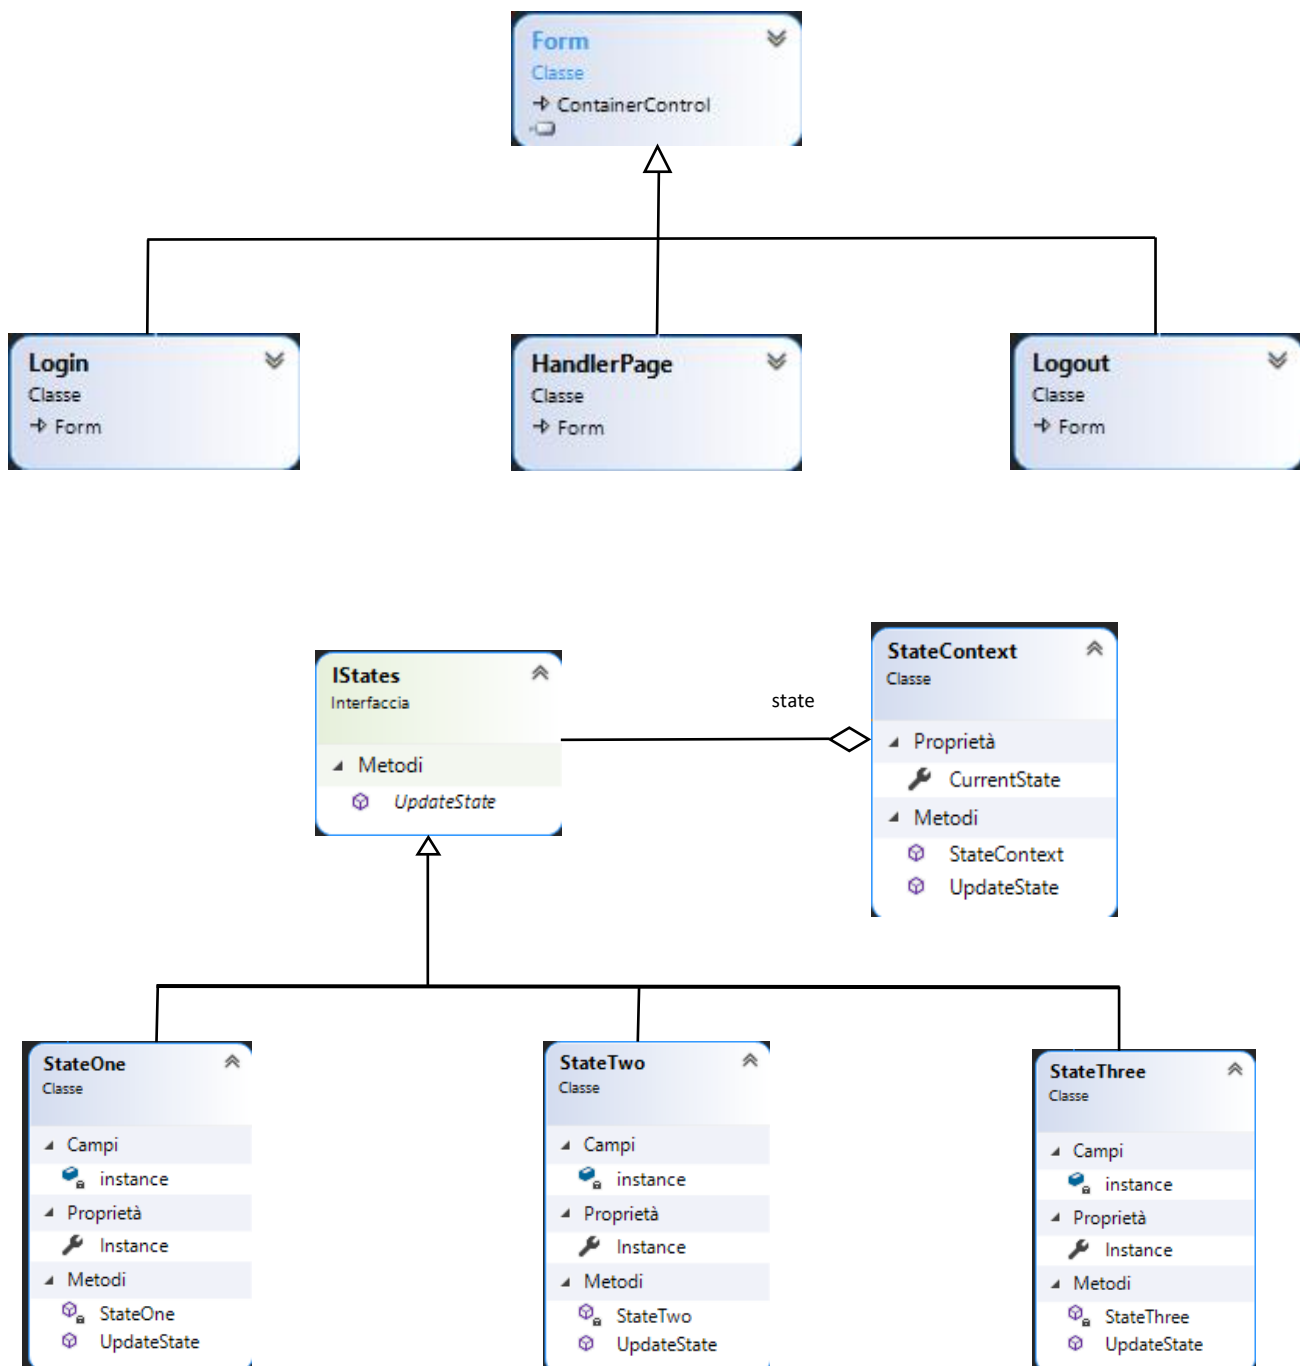 Form
Classe
ContainerControl
Login
Classe
Form
HandlerPage
Classe
Form
Logout
Classe
Form
IStates
Interfaccia
Metodi
UpdateState
state
StateContext
Classe
Proprietà
CurrentState
Metodi
StateContext
UpdateState
StateOne
Classe
Campi
instance
Proprietà
Instance
Metodi
StateOne
UpdateState
StateTwo
Classe
Campi
instance
Proprietà
Instance
Metodi
StateTwo
UpdateState
StateThree
Classe
Campi
instance
Proprietà
Instance
Metodi
StateThree
UpdateState